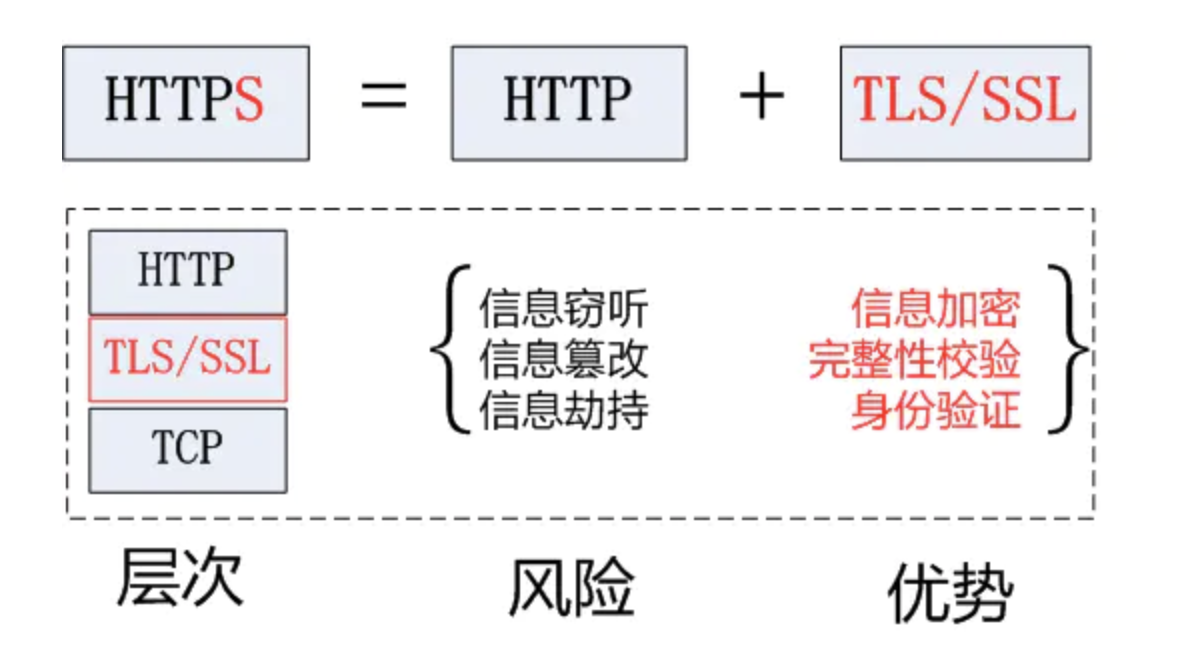 HTTPS = HTTP + TLS/SSL
HTTP
TLS/SSL
TCP
层次
信息窃听
信息篡改
信息劫持
风险
信息加密
完整性校验
身份验证
优势